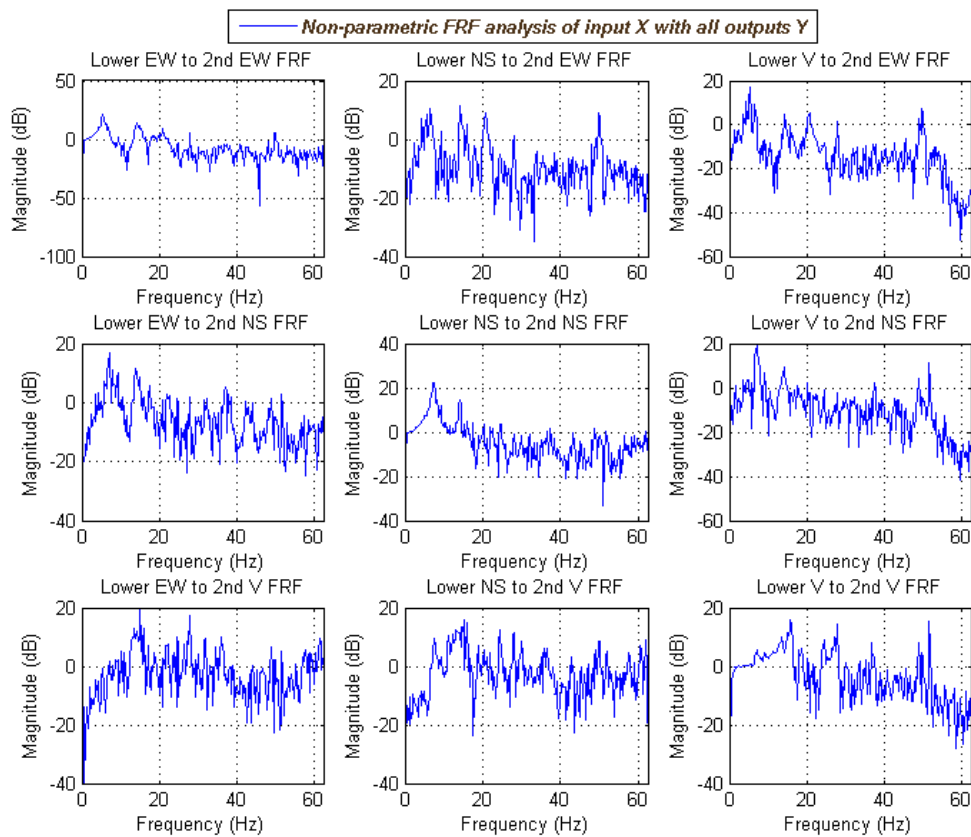 Non-parametric FRF analysis of input X with all outputs Y
Lower EW to 2nd EW FRF
Magnitude (dB)
50
0
-50
-100
0 20 40 60
Frequency (Hz)
Lower NS to 2nd EW FRF
Magnitude (dB)
20
0
-20
-40
0 20 40 60
Frequency (Hz)
Lower V to 2nd EW FRF
Magnitude (dB)
20
0
-20
-40
-60
0 20 40 60
Frequency (Hz)
Lower EW to 2nd NS FRF
Magnitude (dB)
20
0
-20
-40
0 20 40 60
Frequency (Hz)
Lower NS to 2nd NS FRF
Magnitude (dB)
40
20
0
-20
-40
0 20 40 60
Frequency (Hz)
Lower V to 2nd NS FRF
Magnitude (dB)
20
0
-20
-40
-60
0 20 40 60
Frequency (Hz)
Lower EW to 2nd V FRF
Magnitude (dB)
20
0
-20
-40
0 20 40 60
Frequency (Hz)
Lower NS to 2nd V FRF
Magnitude (dB)
20
0
-20
-40
0 20 40 60
Frequency (Hz)
Lower V to 2nd V FRF
Magnitude (dB)
20
0
-20
-40
0 20 40 60
Frequency (Hz)